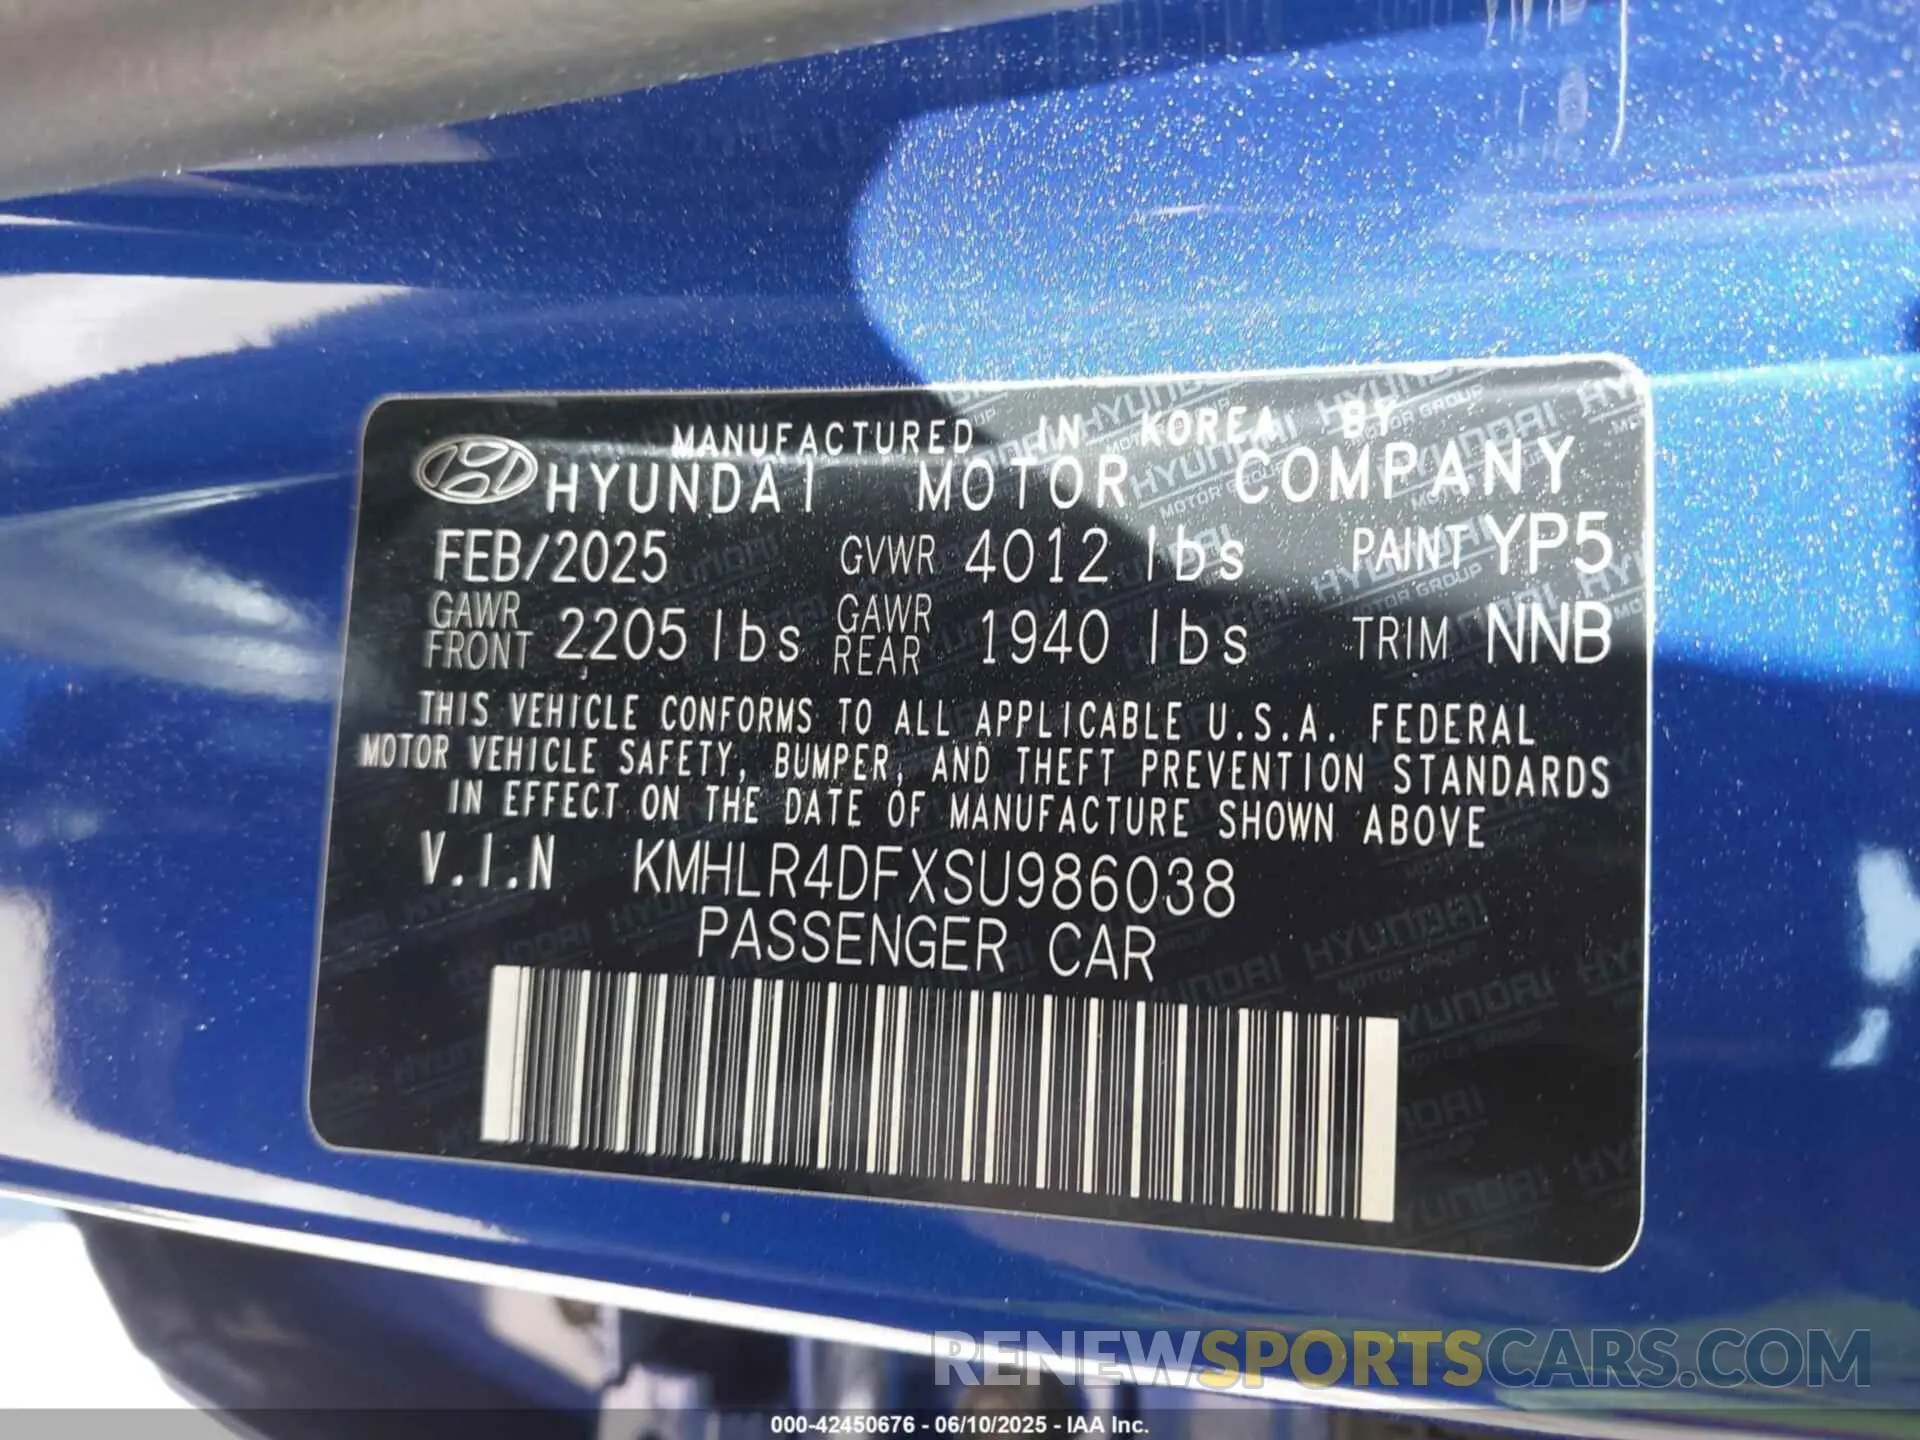 MANUFACTURED IN KOREA BY
HYUNDAI MOTOR COMPANY
FEB/2025 GVWR 4012 lbs PAINT YP5
GAWR FRONT 2205 lbs GAWR REAR 1940 lbs TRIM NNB
THIS VEHICLE CONFORMS TO ALL APPLICABLE U.S.A. FEDERAL
MOTOR VEHICLE SAFETY, BUMPER, AND THEFT PREVENTION STANDARDS
IN EFFECT ON THE DATE OF MANUFACTURE SHOWN ABOVE
V.I.N KMHLR4DFXSU986038
PASSENGER CAR
RENEWSPORTSCARS.COM
000-42450676 - 06/10/2025 - IAA Inc.